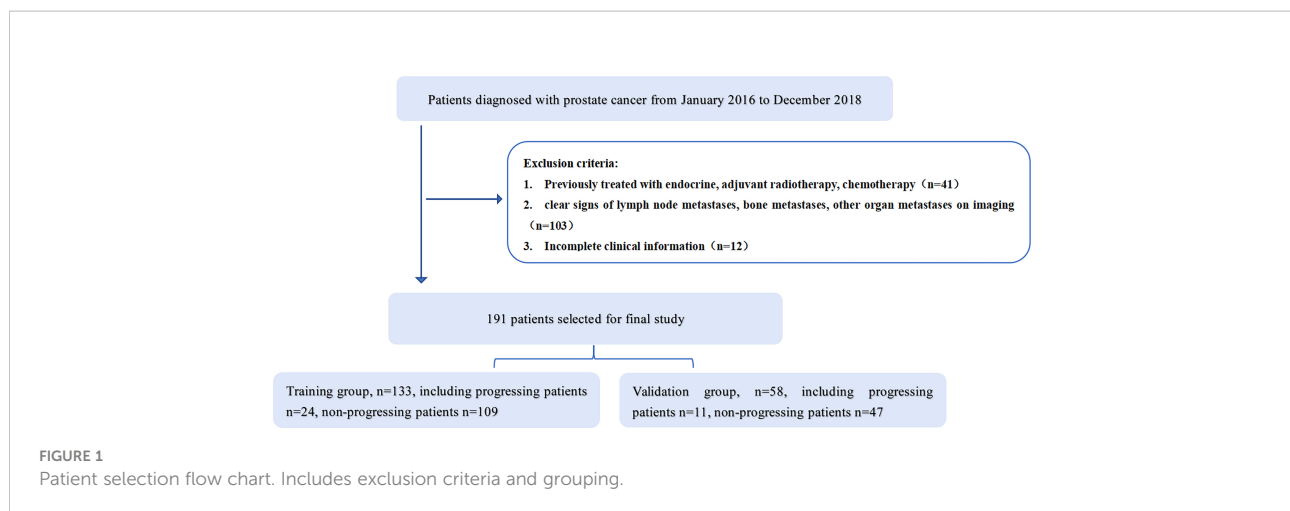 Patients diagnosed with prostate cancer from January 2016 to December 2018
Exclusion criteria:
1. Previously treated with endocrine, adjuvant radiotherapy, chemotherapy（n=41）
2. clear signs of lymph node metastases, bone metastases, other organ metastases on imaging
（n=103）
3. Incomplete clinical information（n=12）
191 patients selected for final study
Training group, n=133, including progressing patients
n=24, non-progressing patients n=109
Validation group, n=58, including progressing
patients n=11, non-progressing patients n=47
FIGURE 1
Patient selection flow chart. Includes exclusion criteria and grouping.